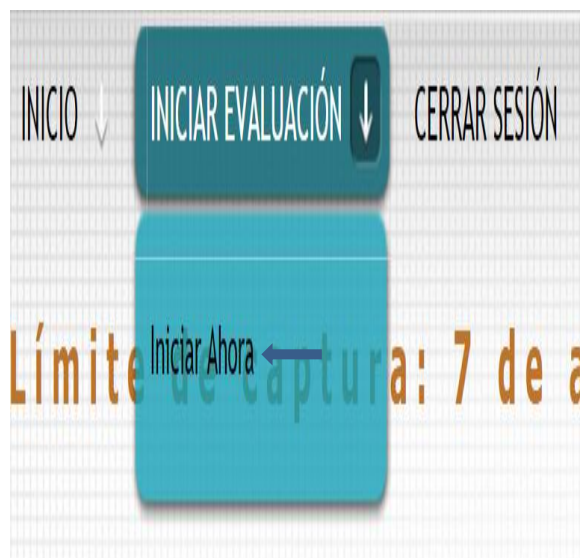 INICIO INICIAR EVALUACIÓN CERRAR SESIÓN
Iniciar Ahora
Límite de captura: 7 de a